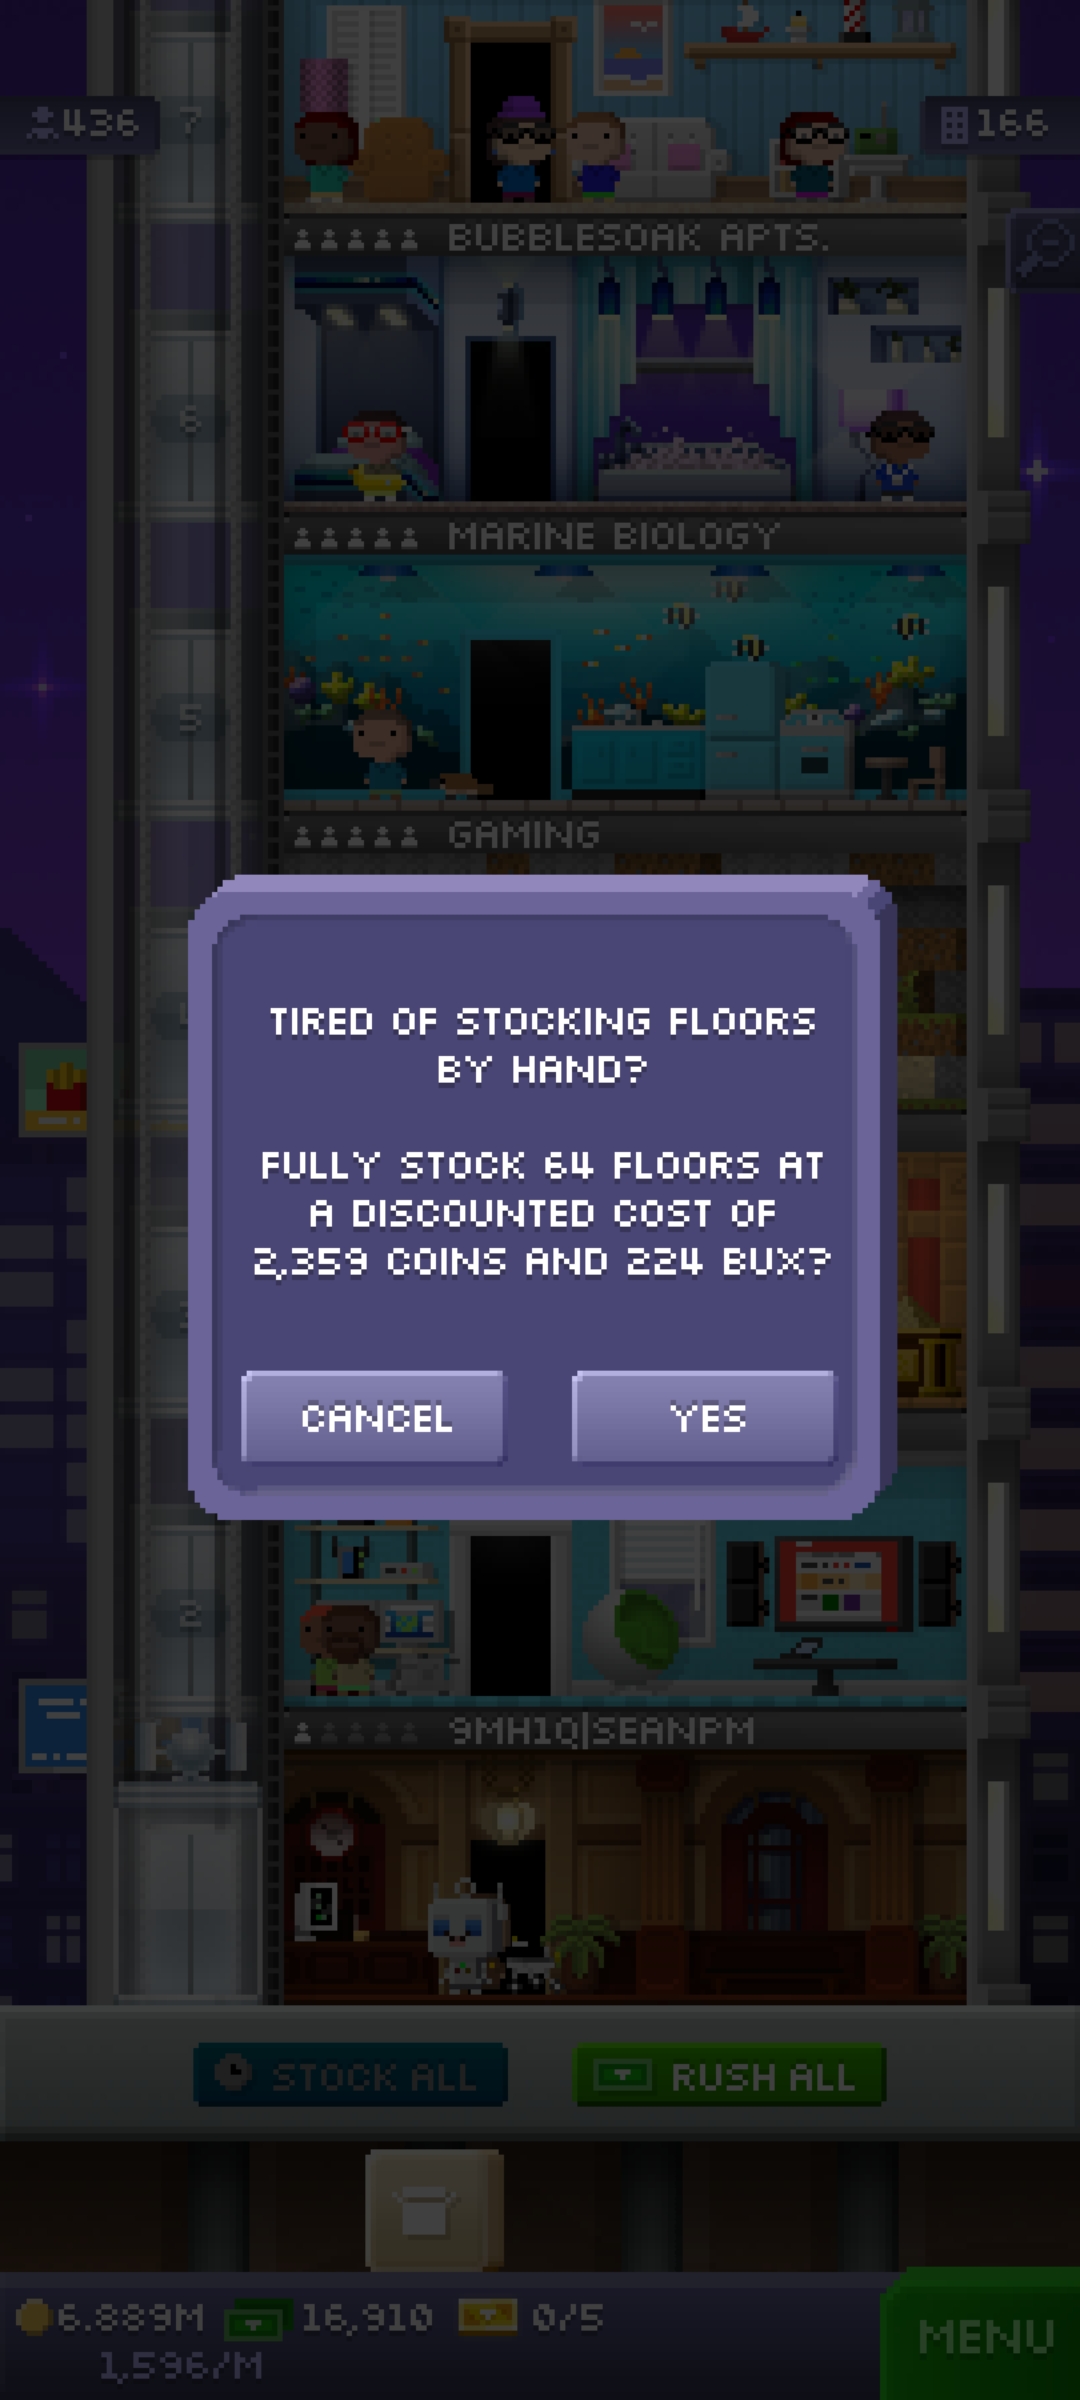 436
7
166
BUBBLESOAK APTS.
6
MARINE BIOLOGY
5
GAMING
TIRED OF STOCKING FLOORS
BY HAND?
FULLY STOCK 64 FLOORS AT
A DISCOUNTED COST OF
2,359 COINS AND 224 BUX?
CANCEL
YES
2
9MH1Q|SEANPM
STOCK ALL
RUSH ALL
6.889M
16,910
0/5
MENU
1,596/M